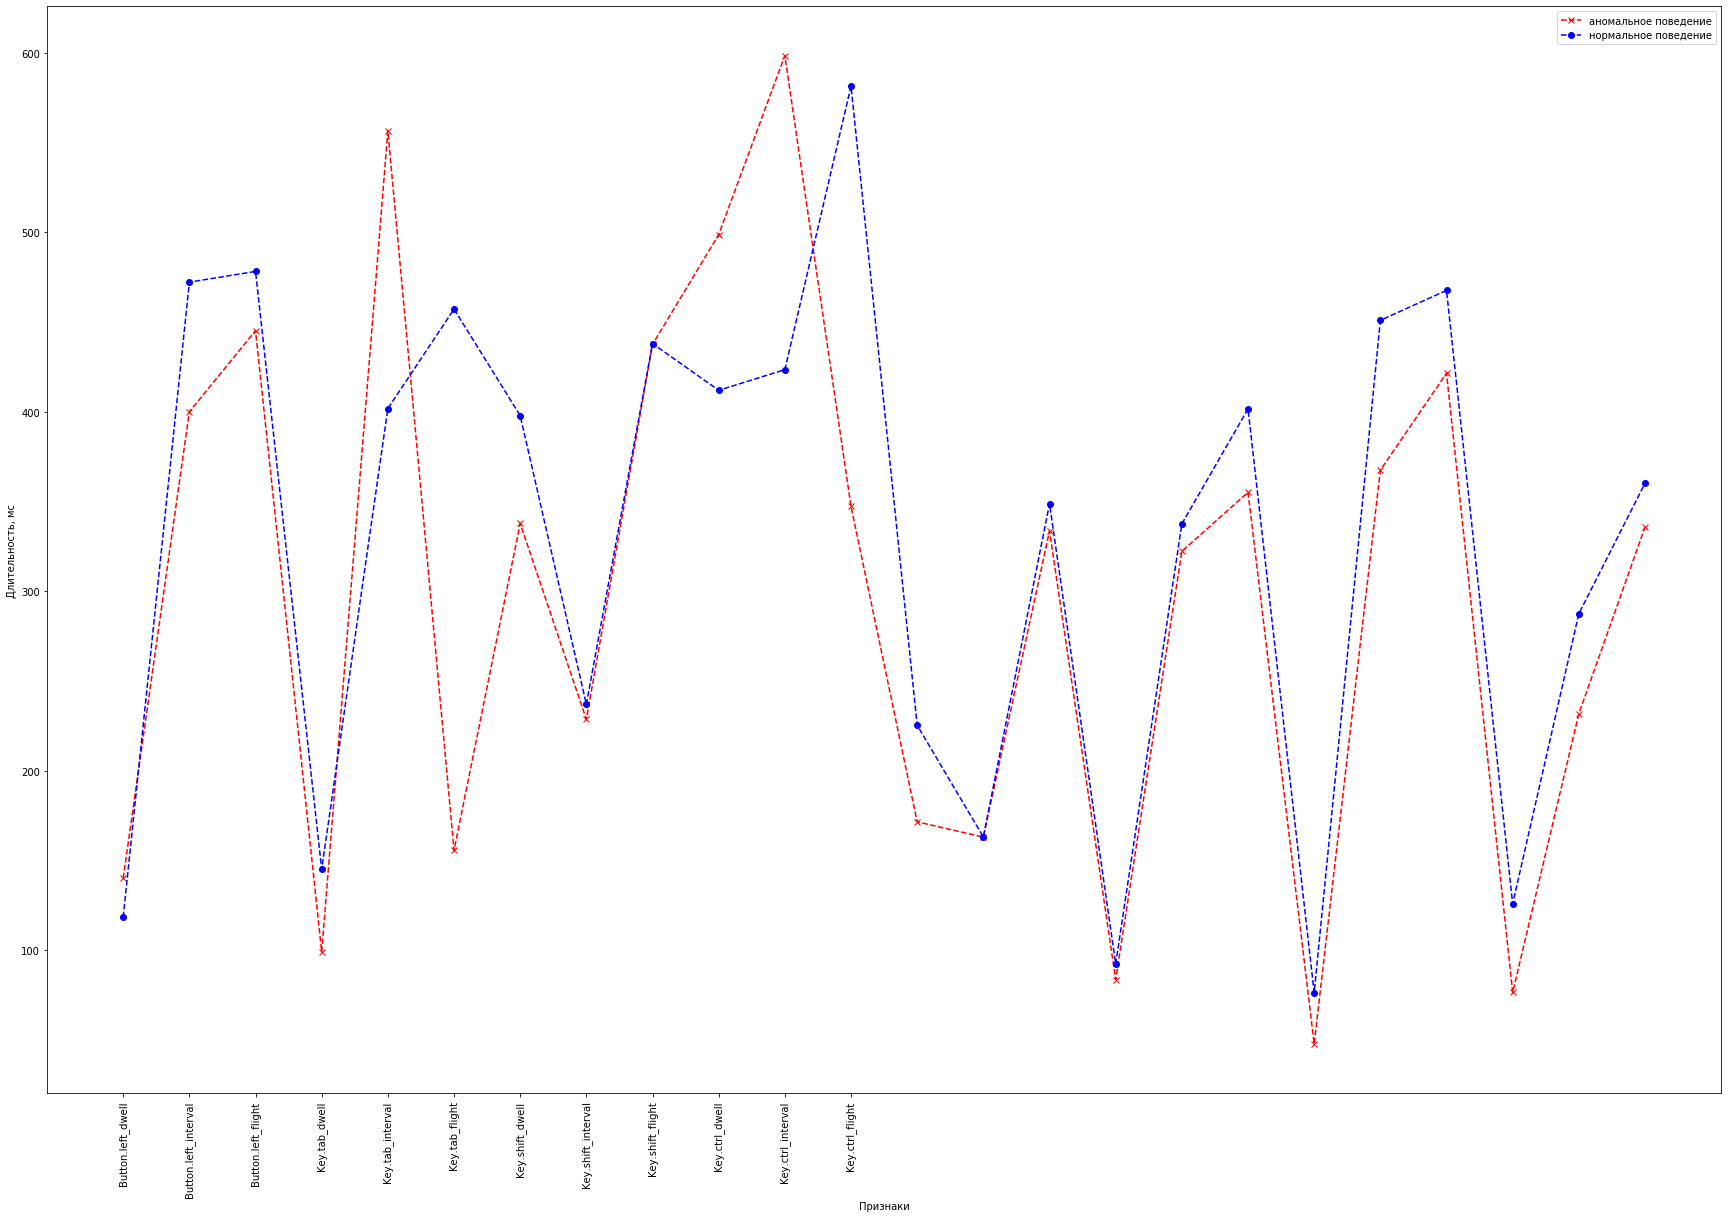 аномальное поведение
нормальное поведение
600
500
400
300
200
100
Длительность, мс
Button.left_dwell
Button.left_interval
Button.left_flight
Key.tab_dwell
Key.tab_interval
Key.tab_flight
Key.shift_dwell
Key.shift_interval
Key.shift_flight
Key.ctrl_dwell
Key.ctrl_interval
Key.ctrl_flight
Признаки